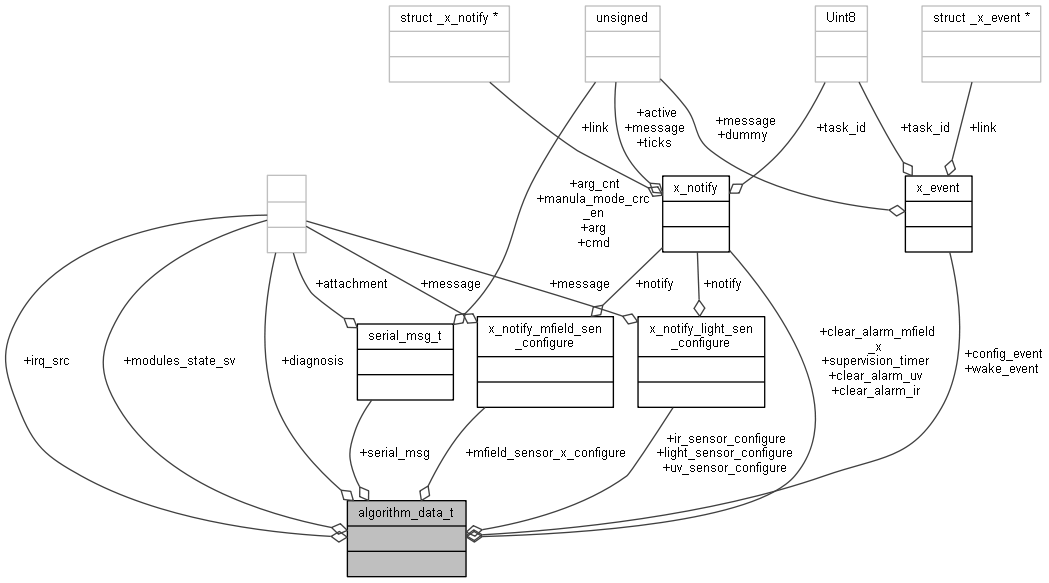 struct _x_notify *
unsigned
Uint8
struct _x_event *
+link
+active
+message
+ticks
+message
+dummy
+task_id
+task_id
+link
x_notify
x_event
+arg_cnt
+manula_mode_crc
_en
+arg
+cmd
+attachment
+message
+message
+notify
+notify
serial_msg_t
x_notify_mfield_sen
_configure
x_notify_light_sen
_configure
+irq_src
+modules_state_sv
+diagnosis
+clear_alarm_mfield
_x
+supervision_timer
+clear_alarm_uv
+clear_alarm_ir
+config_event
+wake_event
+serial_msg
+mfield_sensor_x_configure
+ir_sensor_configure
+light_sensor_configure
+uv_sensor_configure
algorithm_data_t